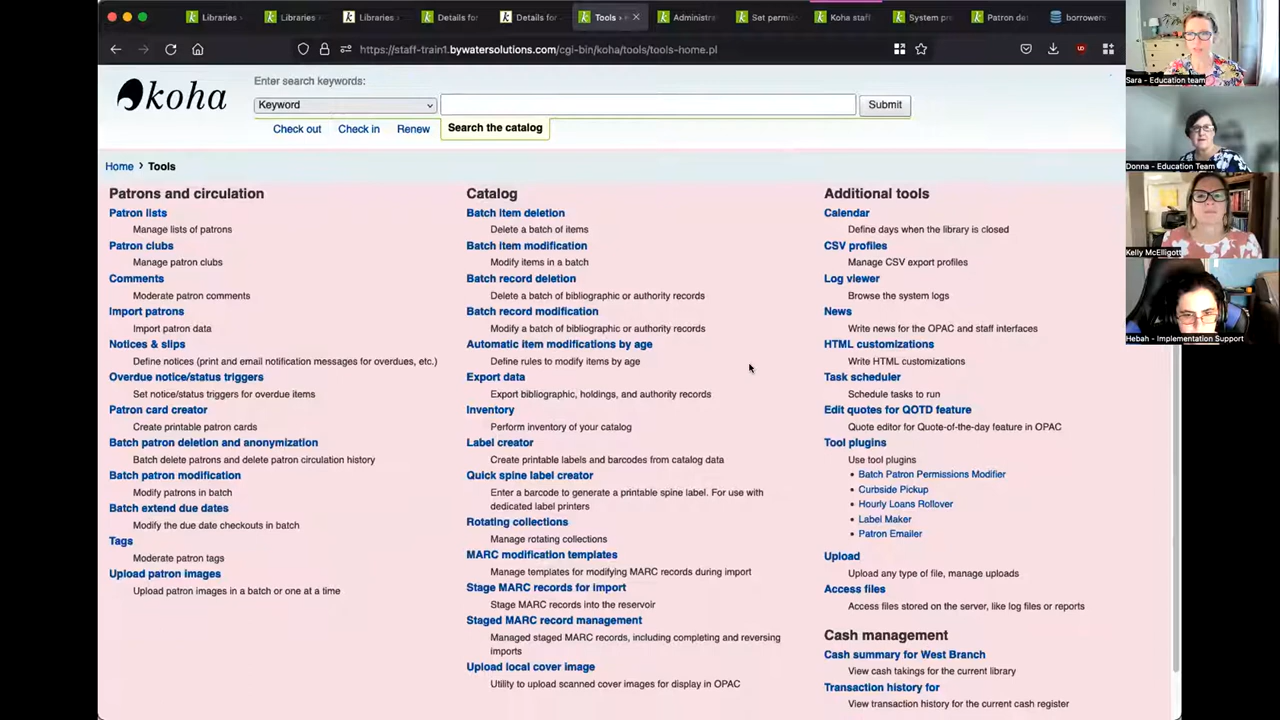 Libraries
Libraries
Libraries
Details for
Details for
Tools ›
Administra
Set permi
Koha staff
System pr
Patron de
borrowers
https://staff-train1.bywatersolutions.com/cgi-bin/koha/tools/tools-home.pl
koha
Enter search keywords:
Keyword
Submit
Check out
Check in
Renew
Search the catalog
Home › Tools
Patrons and circulation
Patron lists
Manage lists of patrons
Patron clubs
Manage patron clubs
Comments
Moderate patron comments
Import patrons
Import patron data
Notices & slips
Define notices (print and email notification messages for overdues, etc.)
Overdue notice/status triggers
Set notice/status triggers for overdue items
Patron card creator
Create printable patron cards
Batch patron deletion and anonymization
Batch delete patrons and delete patron circulation history
Batch patron modification
Modify patrons in batch
Batch extend due dates
Modify the due date checkouts in batch
Tags
Moderate patron tags
Upload patron images
Upload patron images in a batch or one at a time
Catalog
Batch item deletion
Delete a batch of items
Batch item modification
Modify items in a batch
Batch record deletion
Delete a batch of bibliographic or authority records
Batch record modification
Modify a batch of bibliographic or authority records
Automatic item modifications by age
Define rules to modify items by age
Export data
Export bibliographic, holdings, and authority records
Inventory
Perform inventory of your catalog
Label creator
Create printable labels and barcodes from catalog data
Quick spine label creator
Enter a barcode to generate a printable spine label. For use with
dedicated label printers
Rotating collections
Manage rotating collections
MARC modification templates
Manage templates for modifying MARC records during import
Stage MARC records for import
Stage MARC records into the reservoir
Staged MARC record management
Managed staged MARC records, including completing and reversing
imports
Upload local cover image
Utility to upload scanned cover images for display in OPAC
Additional tools
Calendar
Define days when the library is closed
CSV profiles
Manage CSV export profiles
Log viewer
Browse the system logs
News
Write news for the OPAC and staff interfaces
HTML customizations
Write HTML customizations
Task scheduler
Schedule tasks to run
Edit quotes for QOTD feature
Quote editor for Quote-of-the-day feature in OPAC
Tool plugins
Use tool plugins
• Batch Patron Permissions Modifier
• Curbside Pickup
• Hourly Loans Rollover
• Label Maker
• Patron Emailer
Upload
Upload any type of file, manage uploads
Access files
Access files stored on the server, like log files or reports
Cash management
Cash summary for West Branch
View cash takings for the current library
Transaction history for
View transaction history for the current cash register
Sara - Education team
Donna - Education Team
Kelly McElligott
Hebah - Implementation Support